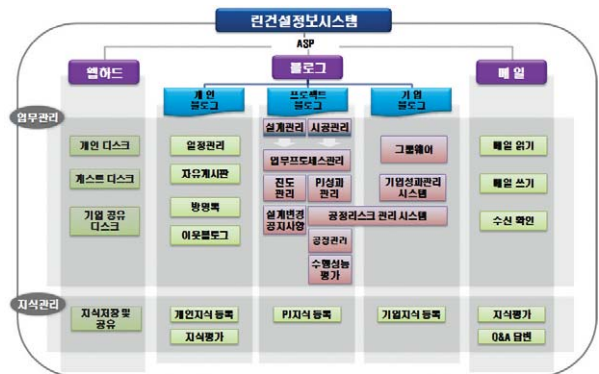 린건설정보시스템
ASP
웹하드
블로그
메일
개인
블로그
프로젝트
블로그
기업
블로그
업무관리
개인 디스크
게스트 디스크
기업 공유
디스크
일정관리
자유게시판
방명록
이웃블로그
설계관리
시공관리
업무프로세스관리
진도
관리
PJ성과
관리
설계변경
공지사항
공정리스크 관리 시스템
공정관리
수행성능
평가
그룹웨어
기업성과관리
시스템
메일 읽기
메일 쓰기
수신 확인
지식관리
지식저장 및
공유
개인지식 등록
지식평가
PJ지식 등록
기업지식 등록
지식평가
Q&A 답변